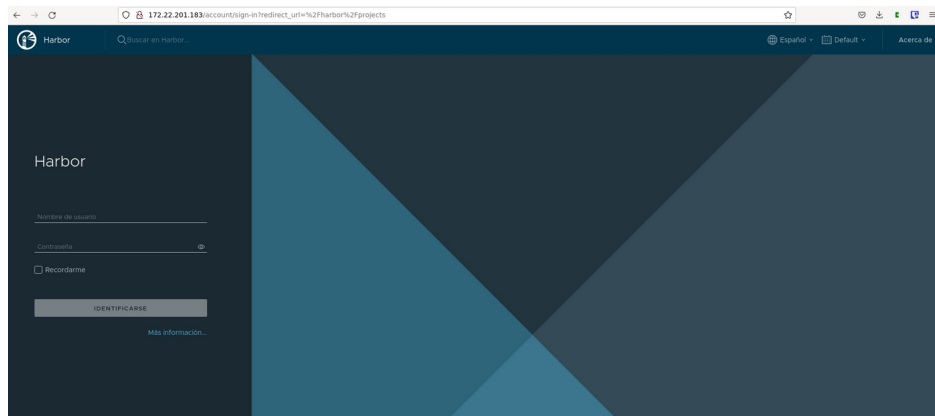 172.22.201.183/account/sign-in?redirect_url=%2Fharbor%2Fprojects
Harbor
Buscar en Harbor...
Español
Default
Acerca de
Harbor
Nombre de usuario
Contraseña
Recordarme
IDENTIFICARSE
Más información...